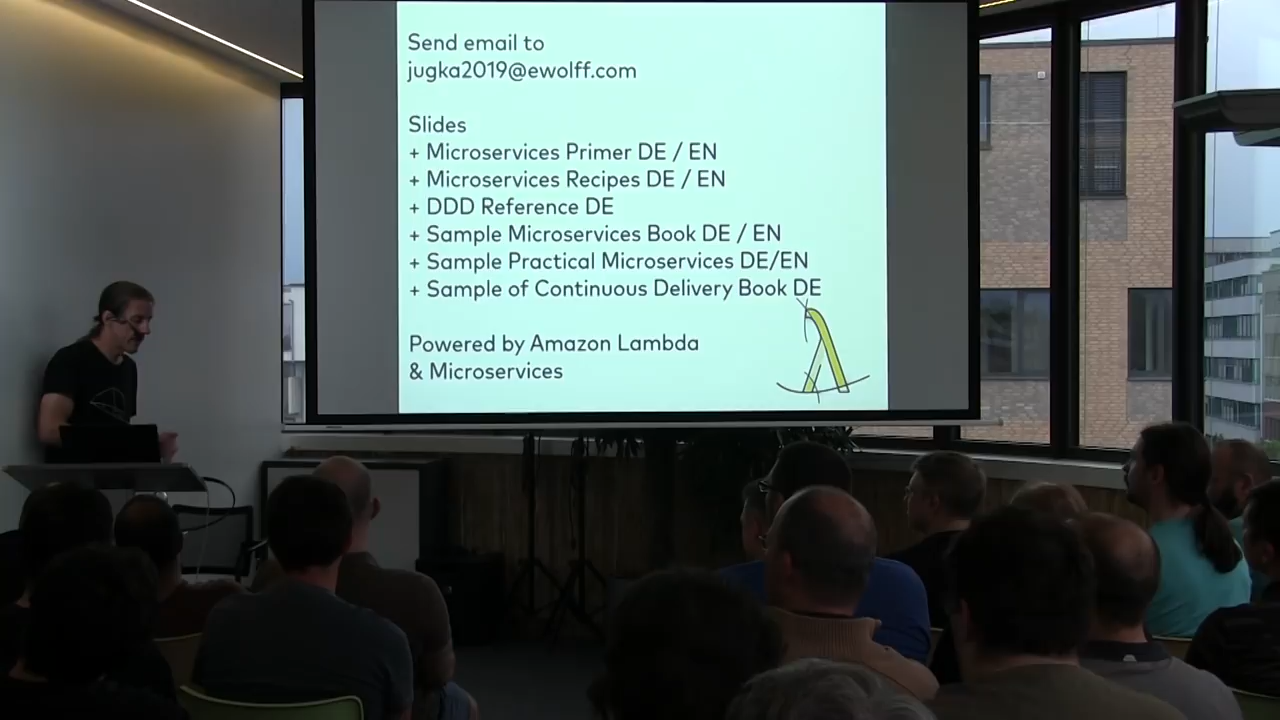 Send email to
jugka2019@ewolff.com
Slides
+ Microservices Primer DE / EN
+ Microservices Recipes DE / EN
+ DDD Reference DE
+ Sample Microservices Book DE / EN
+ Sample Practical Microservices DE/EN
+ Sample of Continuous Delivery Book DE
Powered by Amazon Lambda
& Microservices